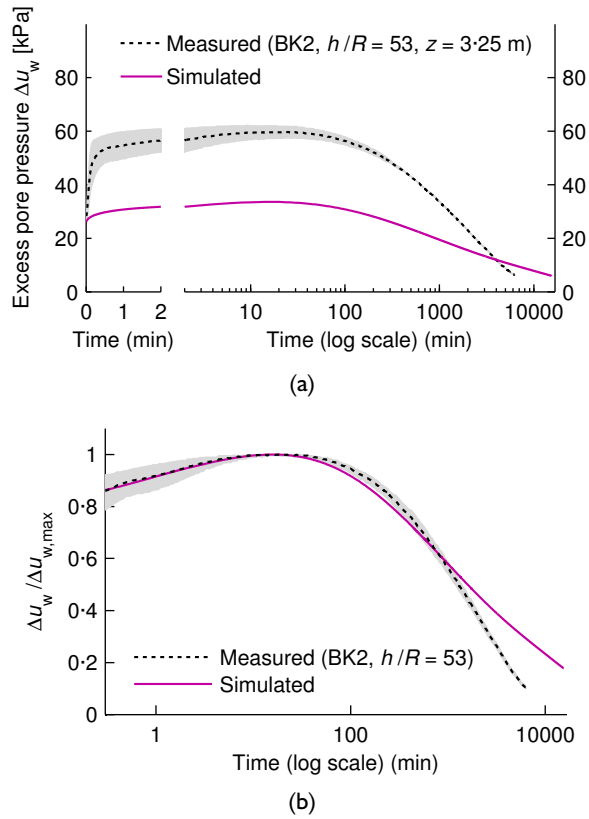 Excess pore pressure Δu_w [kPa]
Measured (BK2, h/R = 53, z = 3·25 m)
Simulated
80
60
40
20
0
80
60
40
20
0
0 1 2 10 100 1000 10000
Time (min) Time (log scale) (min)
(a)
Δu_w/Δu_w,max
1
0·8
0·6
0·4
0·2
0
Measured (BK2, h/R = 53)
Simulated
1 100 10000
Time (log scale) (min)
(b)